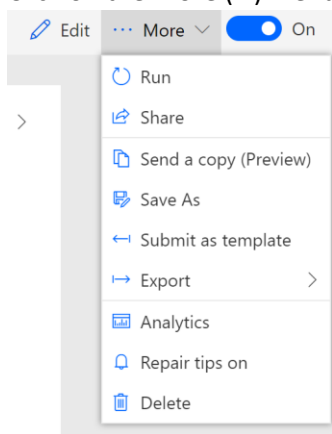 Edit ··· More On
Run
Share
Send a copy (Preview)
Save As
Submit as template
Export
Analytics
Repair tips on
Delete